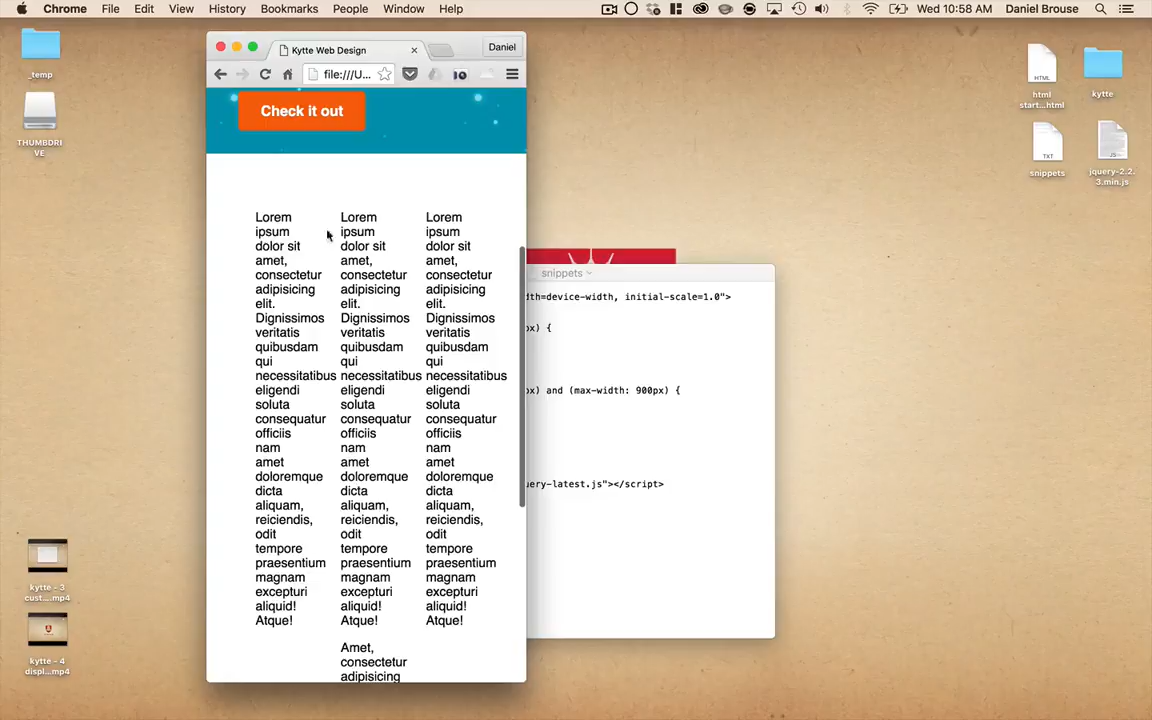 Chrome File Edit View History Bookmarks People Window Help Wed 10:58 AM Daniel Brouse
_temp
THUMBDRI
VE
kytte - 3
cust....mp4
kytte - 4
displ...mp4
Kytte Web Design
Daniel
file:///U...
Check it out
Lorem
ipsum
dolor sit
amet,
consectetur
adipisicing
elit.
Dignissimos
veritatis
quibusdam
qui
necessitatibus
eligendi
soluta
consequatur
officiis
nam
amet
doloremque
dicta
aliquam,
reiciendis,
odit
tempore
praesentium
magnam
excepturi
aliquid!
Atque!
Lorem
ipsum
dolor sit
amet,
consectetur
adipisicing
elit.
Dignissimos
veritatis
quibusdam
qui
necessitatibus
eligendi
soluta
consequatur
officiis
nam
amet
doloremque
dicta
aliquam,
reiciendis,
odit
tempore
praesentium
magnam
excepturi
aliquid!
Atque!
Amet,
consectetur
adipisicing
Lorem
ipsum
dolor sit
amet,
consectetur
adipisicing
elit.
Dignissimos
veritatis
quibusdam
qui
necessitatibus
eligendi
soluta
consequatur
officiis
nam
amet
doloremque
dicta
aliquam,
reiciendis,
odit
tempore
praesentium
magnam
excepturi
aliquid!
Atque!
snippets
dth=device-width, initial-scale=1.0">
px) {
px) and (max-width: 900px) {
uery-latest.js"></script>
HTML
html
start...html
kytte
TXT
snippets
JS
jquery-2.2.
3.min.js